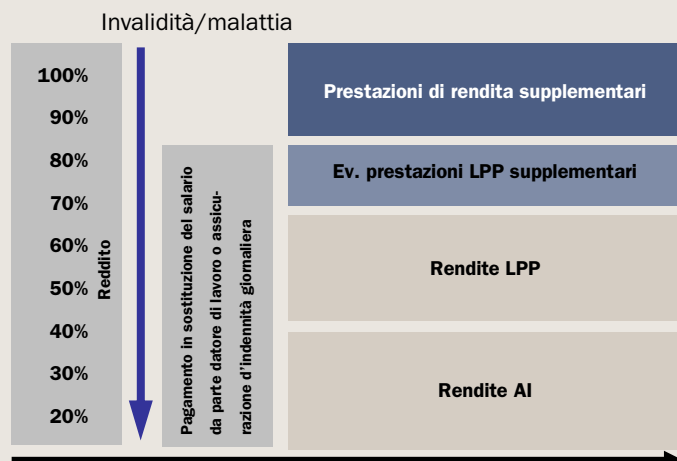 Invalidità/malattia
100%
90%
80%
70%
60%
50%
40%
30%
20%
Reddito
Pagamento in sostituzione del salario
da parte datore di lavoro o assicu-
razione d'indennità giornaliera
Prestazioni di rendita supplementari
Ev. prestazioni LPP supplementari
Rendite LPP
Rendite AI